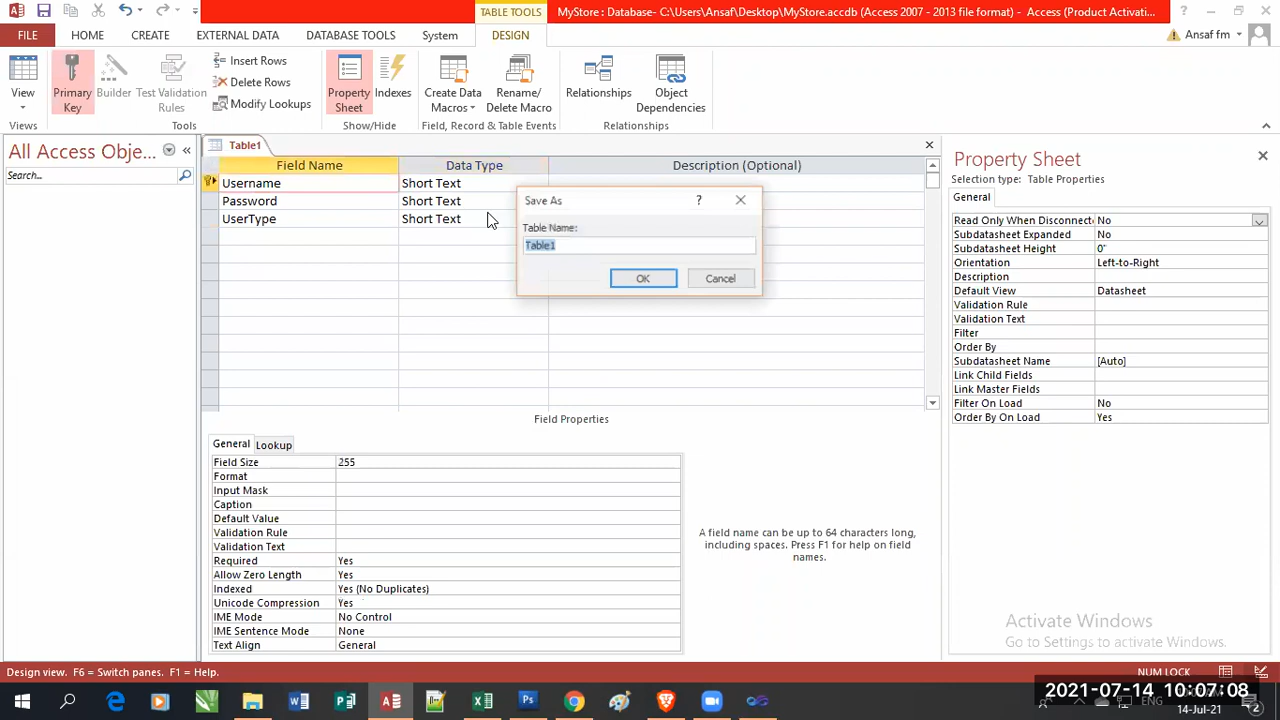 TABLE TOOLS
MyStore : Database- C:\Users\Ansaf\Desktop\MyStore.accdb (Access 2007 - 2013 file format) - Access (Product Activati...
FILE HOME CREATE EXTERNAL DATA DATABASE TOOLS System DESIGN Ansaf fm
View
Primary Key
Builder
Test Validation Rules
Insert Rows
Delete Rows
Modify Lookups
Property Sheet
Indexes
Create Data Macros
Rename/ Delete Macro
Relationships
Object Dependencies
Views Tools Show/Hide Field, Record & Table Events Relationships
All Access Obje...
Search...
Table1
Field Name Data Type Description (Optional)
Username Short Text
Password Short Text
UserType Short Text
Save As
Table Name:
Table1
OK Cancel
Field Properties
General Lookup
Field Size 255
Format
Input Mask
Caption
Default Value
Validation Rule
Validation Text
Required Yes
Allow Zero Length Yes
Indexed Yes (No Duplicates)
Unicode Compression Yes
IME Mode No Control
IME Sentence Mode None
Text Align General
A field name can be up to 64 characters long,
including spaces. Press F1 for help on field
names.
Property Sheet
Selection type: Table Properties
General
Read Only When Disconnect No
Subdatasheet Expanded No
Subdatasheet Height 0"
Orientation Left-to-Right
Description
Default View Datasheet
Validation Rule
Validation Text
Filter
Order By
Subdatasheet Name [Auto]
Link Child Fields
Link Master Fields
Filter On Load No
Order By On Load Yes
Activate Windows
Go to Settings to activate Windows.
Design view. F6 = Switch panes. F1 = Help.
NUM LOCK
2021-07-14 10:07:08
ENG
14-Jul-21
2